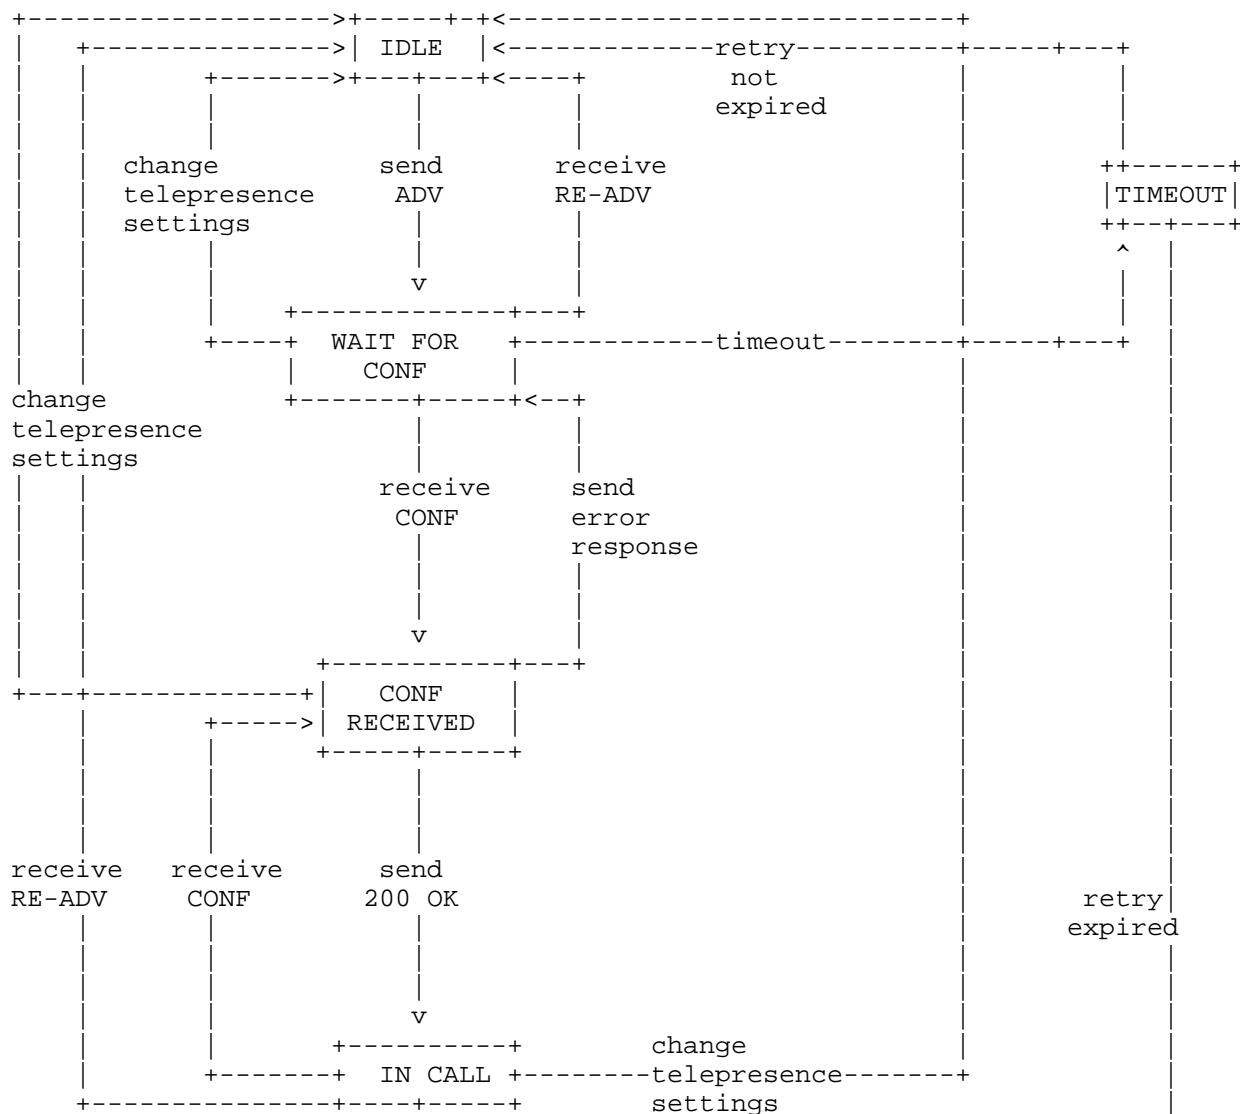 IDLE
retry
not
expired
change
telepresence
settings
send
ADV
receive
RE-ADV
TIMEOUT
WAIT FOR
CONF
timeout
change
telepresence
settings
receive
CONF
send
error
response
CONF
RECEIVED
receive
RE-ADV
receive
CONF
send
200 OK
retry
expired
IN CALL
change
telepresence
settings